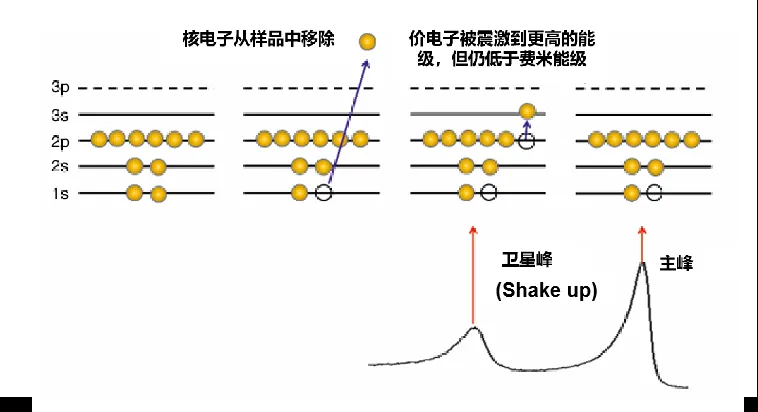 核电子从样品中移除
价电子被震激到更高的能
级，但仍低于费米能级
3p
3s
2p
2s
1s
卫星峰
(Shake up)
主峰